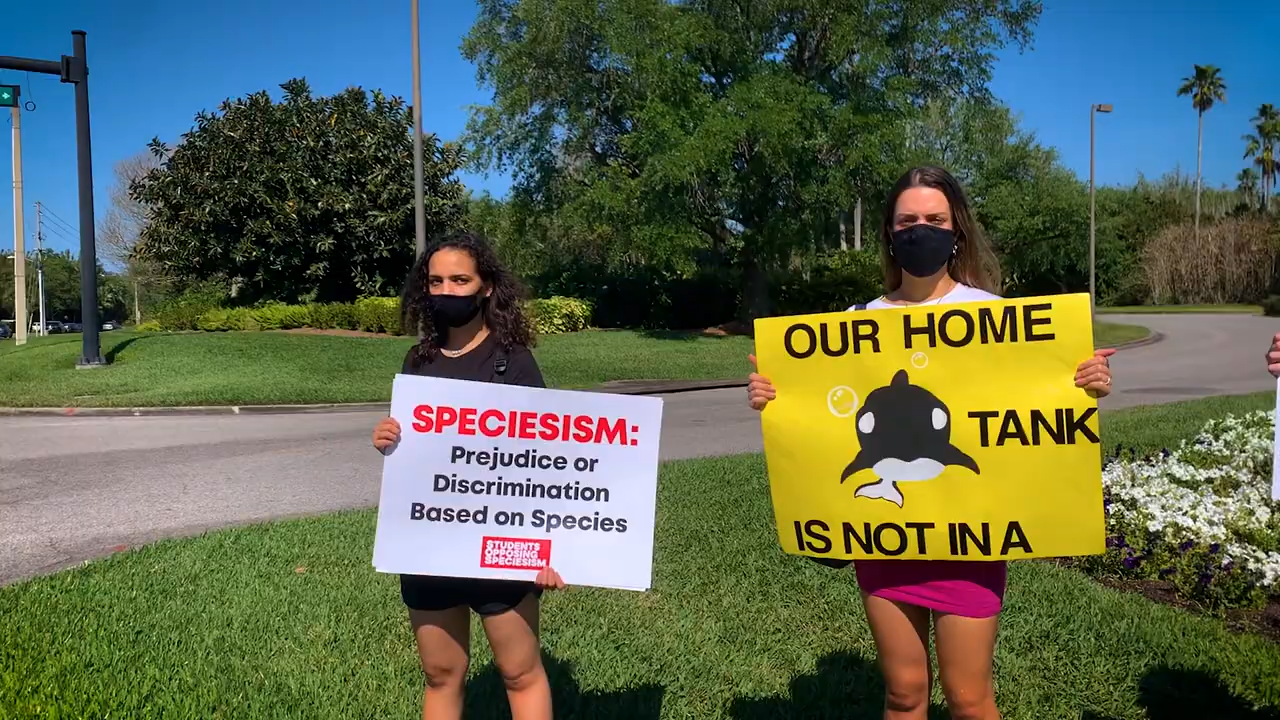 SPECIESISM:
Prejudice or
Discrimination
Based on Species
STUDENTS
OPPOSING
SPECIESISM
OUR HOME
TANK
IS NOT IN A